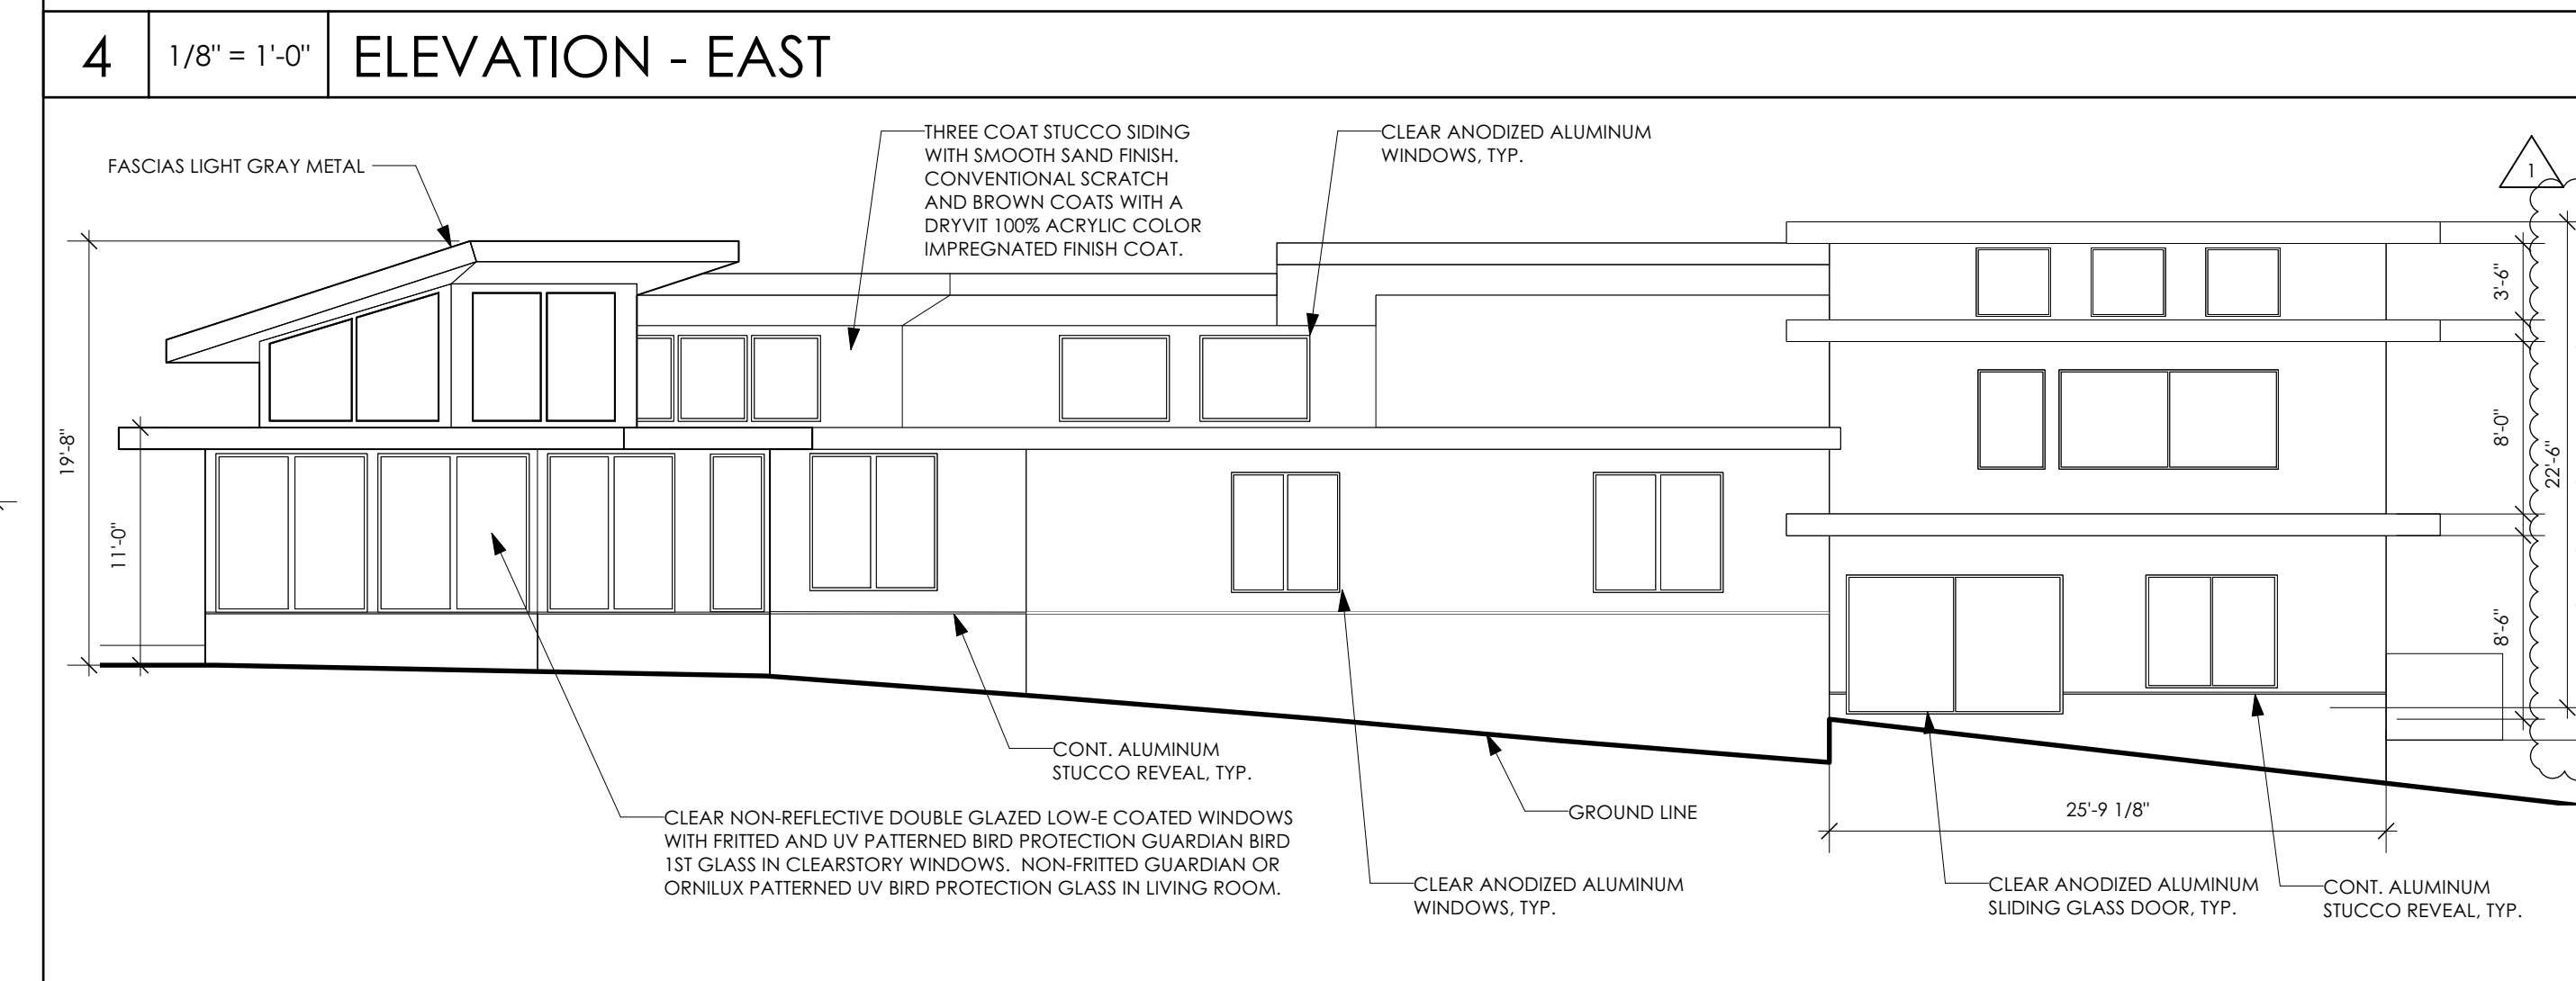 4
1/8" = 1'-0"
ELEVATION - EAST
FASCIAS LIGHT GRAY METAL
THREE COAT STUCCO SIDING
WITH SMOOTH SAND FINISH.
CONVENTIONAL SCRATCH
AND BROWN COATS WITH A
DRYVIT 100% ACRYLIC COLOR
IMPREGNATED FINISH COAT.
CLEAR ANODIZED ALUMINUM
WINDOWS, TYP.
1
19'-8"
11'-0"
3'-6"
8'-0"
22'-6"
8'-6"
CONT. ALUMINUM
STUCCO REVEAL, TYP.
CLEAR NON-REFLECTIVE DOUBLE GLAZED LOW-E COATED WINDOWS
WITH FRITTED AND UV PATTERNED BIRD PROTECTION GUARDIAN BIRD
1ST GLASS IN CLEARSTORY WINDOWS.  NON-FRITTED GUARDIAN OR
ORNILUX PATTERNED UV BIRD PROTECTION GLASS IN LIVING ROOM.
GROUND LINE
CLEAR ANODIZED ALUMINUM
WINDOWS, TYP.
25'-9 1/8"
CLEAR ANODIZED ALUMINUM
SLIDING GLASS DOOR, TYP.
CONT. ALUMINUM
STUCCO REVEAL, TYP.